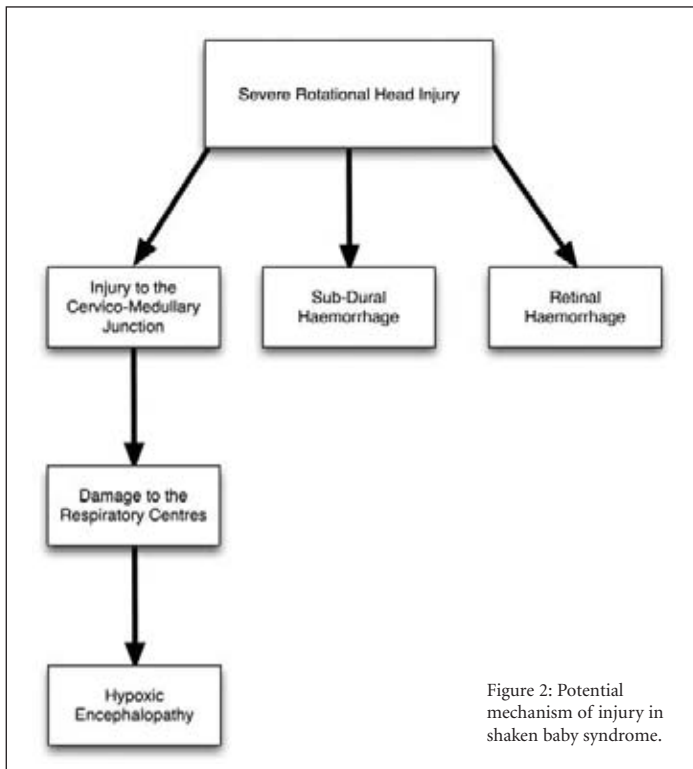 Severe Rotational Head Injury
Injury to the
Cervico-Medullary
Junction
Sub-Dural
Haemorrhage
Retinal
Haemorrhage
Damage to the
Respiratory Centres
Hypoxic
Encephalopathy
Figure 2: Potential
mechanism of injury in
shaken baby syndrome.